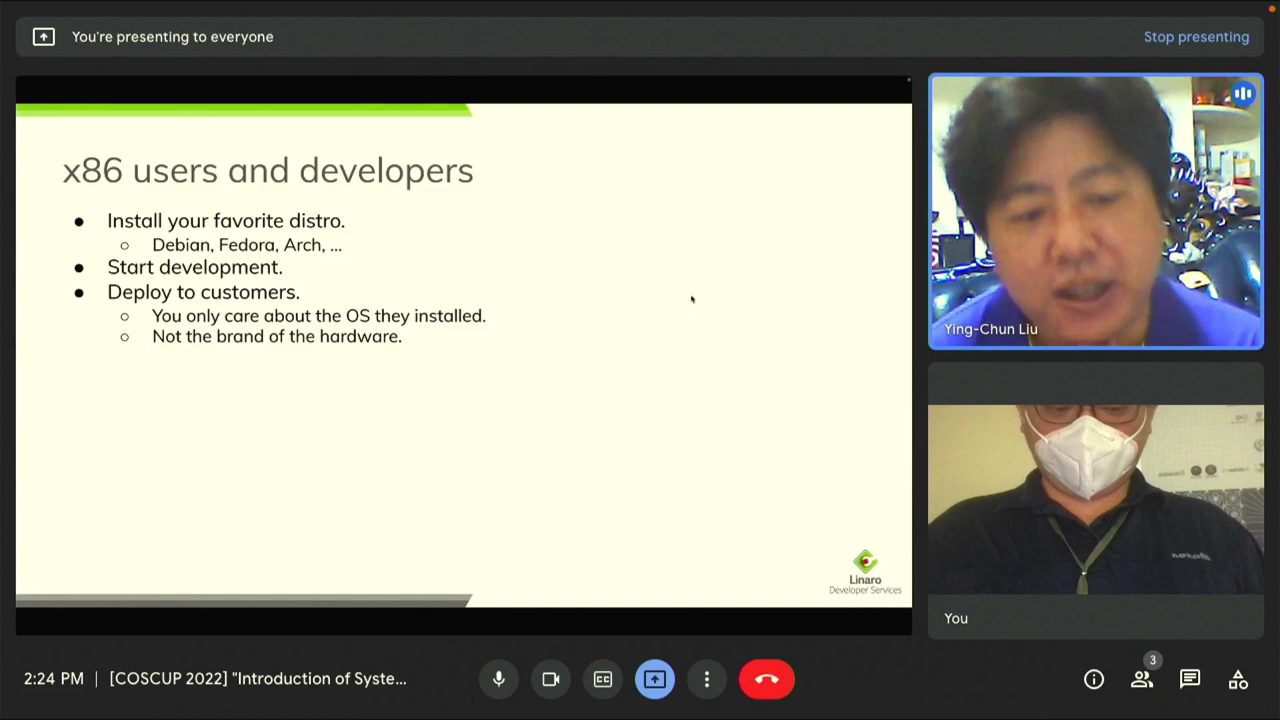 You're presenting to everyone
Stop presenting
x86 users and developers
● Install your favorite distro.
○ Debian, Fedora, Arch, ...
● Start development.
● Deploy to customers.
○ You only care about the OS they installed.
○ Not the brand of the hardware.
Linaro
Developer Services
Ying-Chun Liu
You
2:24 PM | [COSCUP 2022] "Introduction of Syste...
CC
3